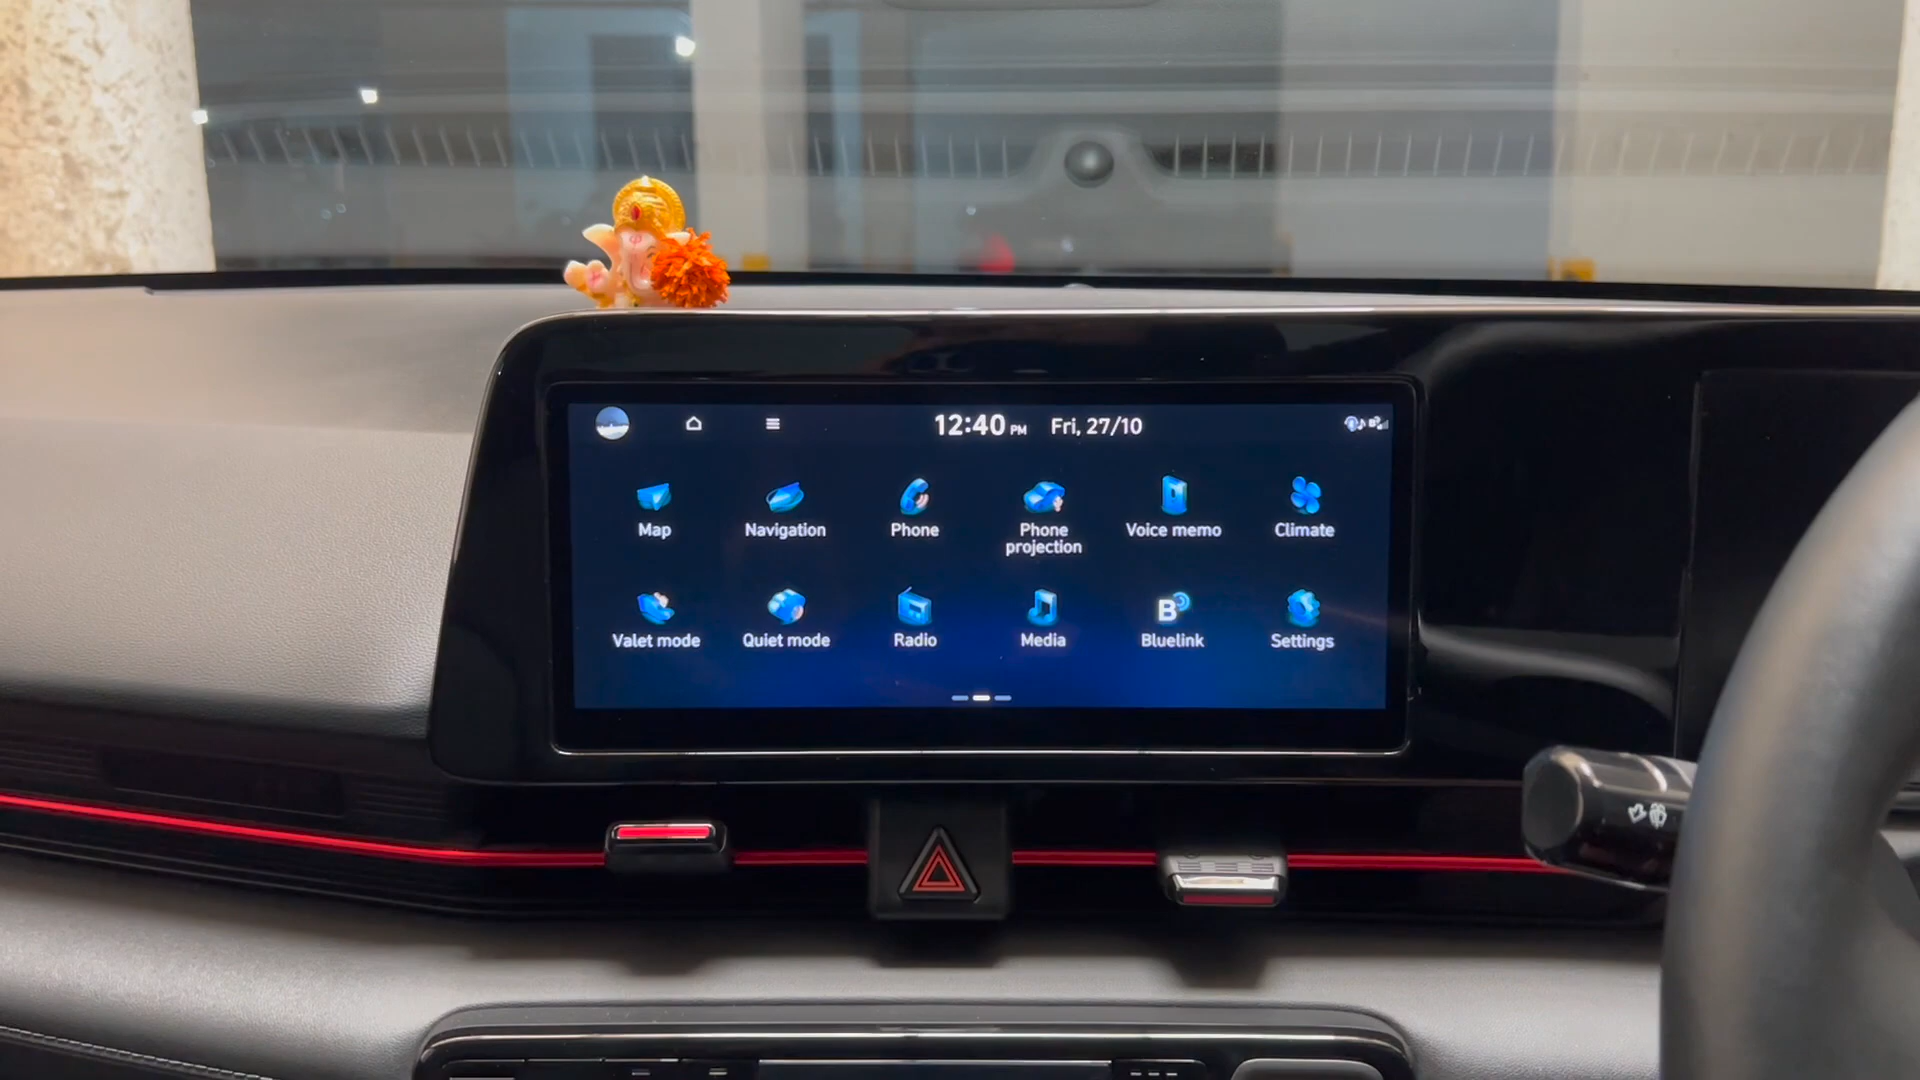 12:40 PM Fri, 27/10
Map
Navigation
Phone
Phone
projection
Voice memo
Climate
Valet mode
Quiet mode
Radio
Media
B
Bluelink
Settings